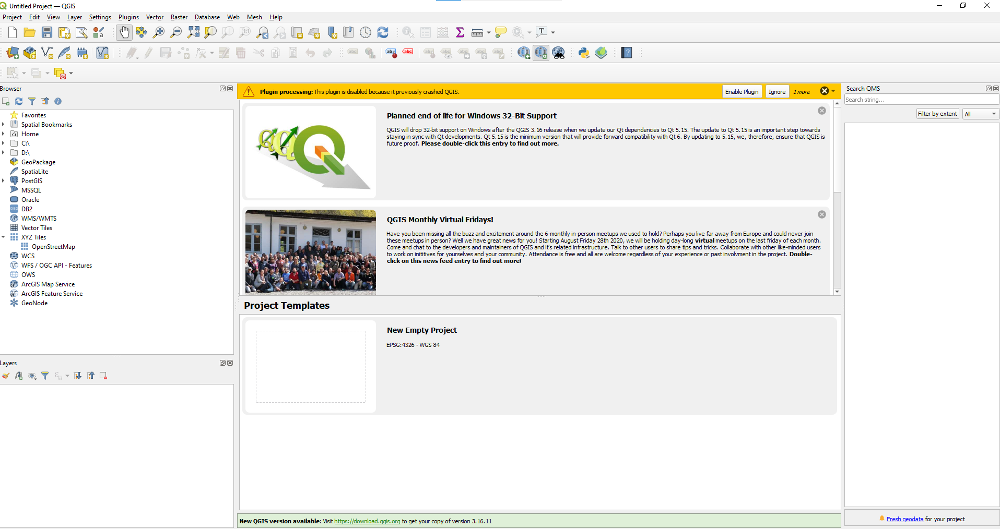 Untitled Project — QGIS
Project Edit View Layer Settings Plugins Vector Raster Database Web Mesh Help
Browser
Favorites
Spatial Bookmarks
Home
C:\
D:\
GeoPackage
SpatiaLite
PostGIS
MSSQL
Oracle
DB2
WMS/WMTS
Vector Tiles
XYZ Tiles
OpenStreetMap
WCS
WFS / OGC API - Features
OWS
ArcGIS Map Service
ArcGIS Feature Service
GeoNode
Layers
Plugin processing: This plugin is disabled because it previously crashed QGIS.
Enable Plugin Ignore 1 more
Planned end of life for Windows 32-Bit Support
QGIS will drop 32-bit support on Windows after the QGIS 3.16 release when we update our Qt dependencies to Qt 5.15. The update to Qt 5.15 is an important step towards
staying in sync with Qt developments. Qt 5.15 is the minimum version that will provide forward compatibility with Qt 6. By updating to 5.15, we, therefore, ensure that QGIS is
future proof. Please double-click this entry to find out more.
QGIS Monthly Virtual Fridays!
Have you been missing all the buzz and excitement around the 6-monthly in-person meetups we used to hold? Perhaps you live far away from Europe and could never join
these meetups in person? Well we have great news for you! Starting August Friday 28th 2020, we will be holding day-long virtual meetups on the last friday of each month.
Come and chat to the developers and maintainers of QGIS and it's related infrastructure. Talk to other users to share tips and tricks. Collaborate with other like-minded users
to work on inititives for yourselves and your community. Attendance is free and all are welcome regardless of your experience or past involvment in the project. Double-
click on this news feed entry to find out more!
Project Templates
New Empty Project
EPSG:4326 - WGS 84
New QGIS version available: Visit https://download.qgis.org to get your copy of version 3.16.11
Search QMS
Search string...
Filter by extent All
Fresh geodata for your project